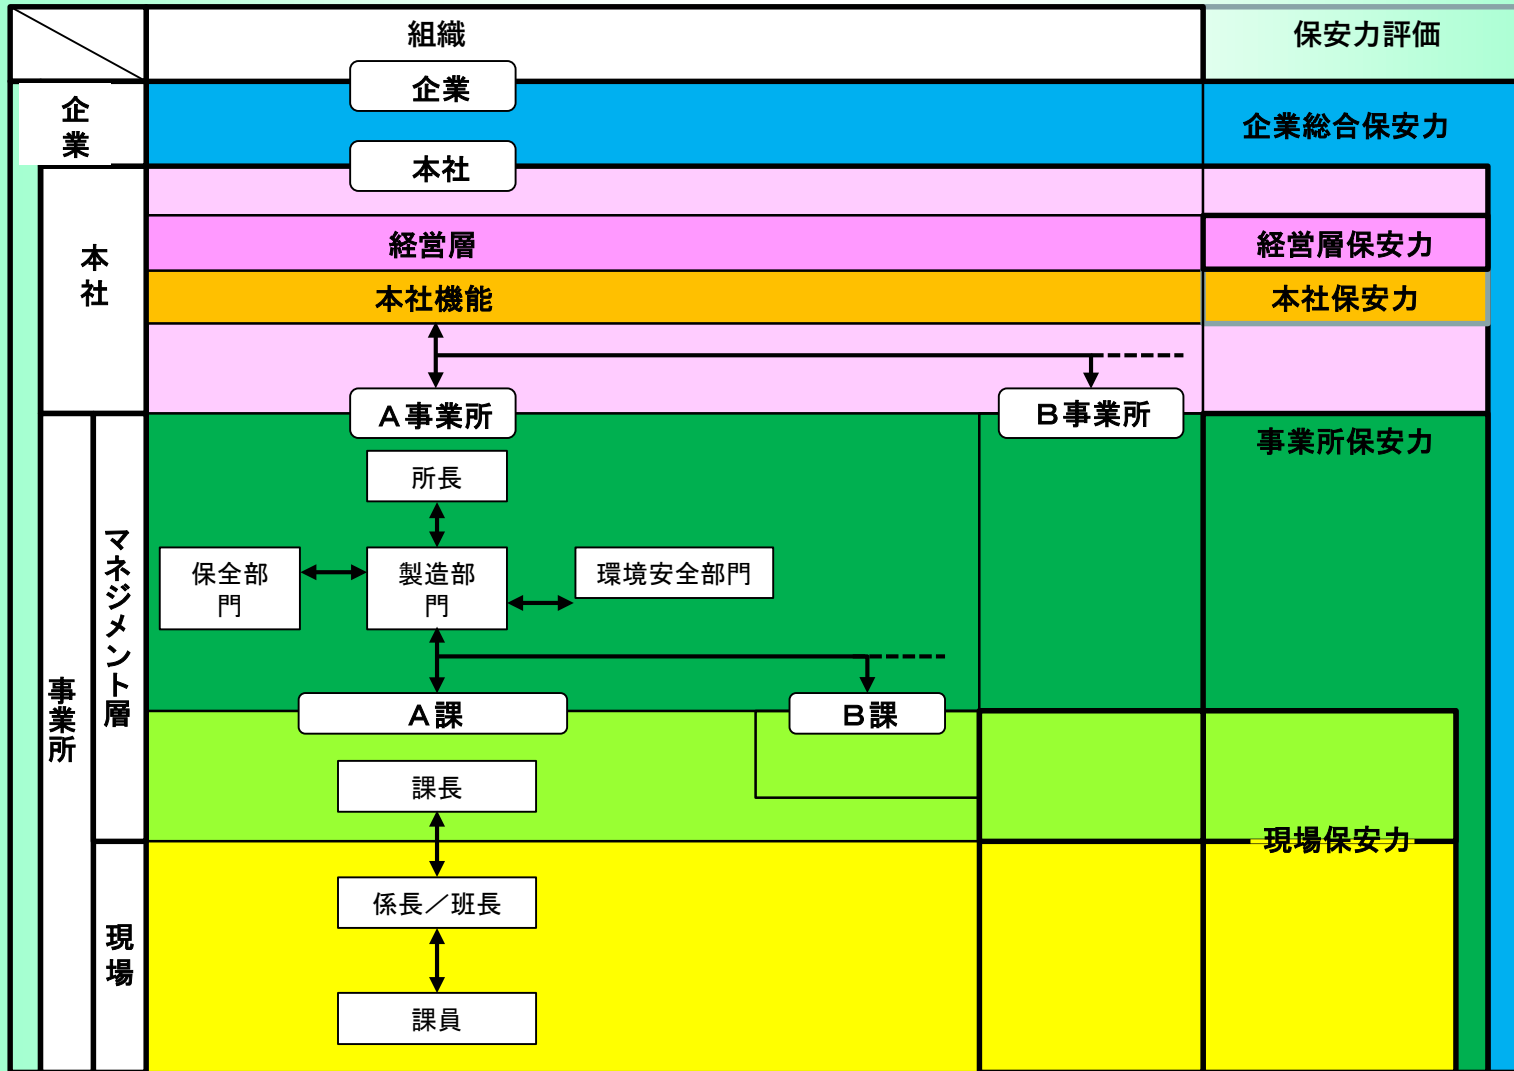 組織
保安力評価
企業
企
業
企業総合保安力
本社
本
社
経営層
経営層保安力
本社機能
本社保安力
A事業所
B事業所
事業所保安力
所長
マネジメント層
保全部
門
製造部
門
環境安全部門
事業所
A課
B課
課長
現場保安力
係長／班長
現
場
課員